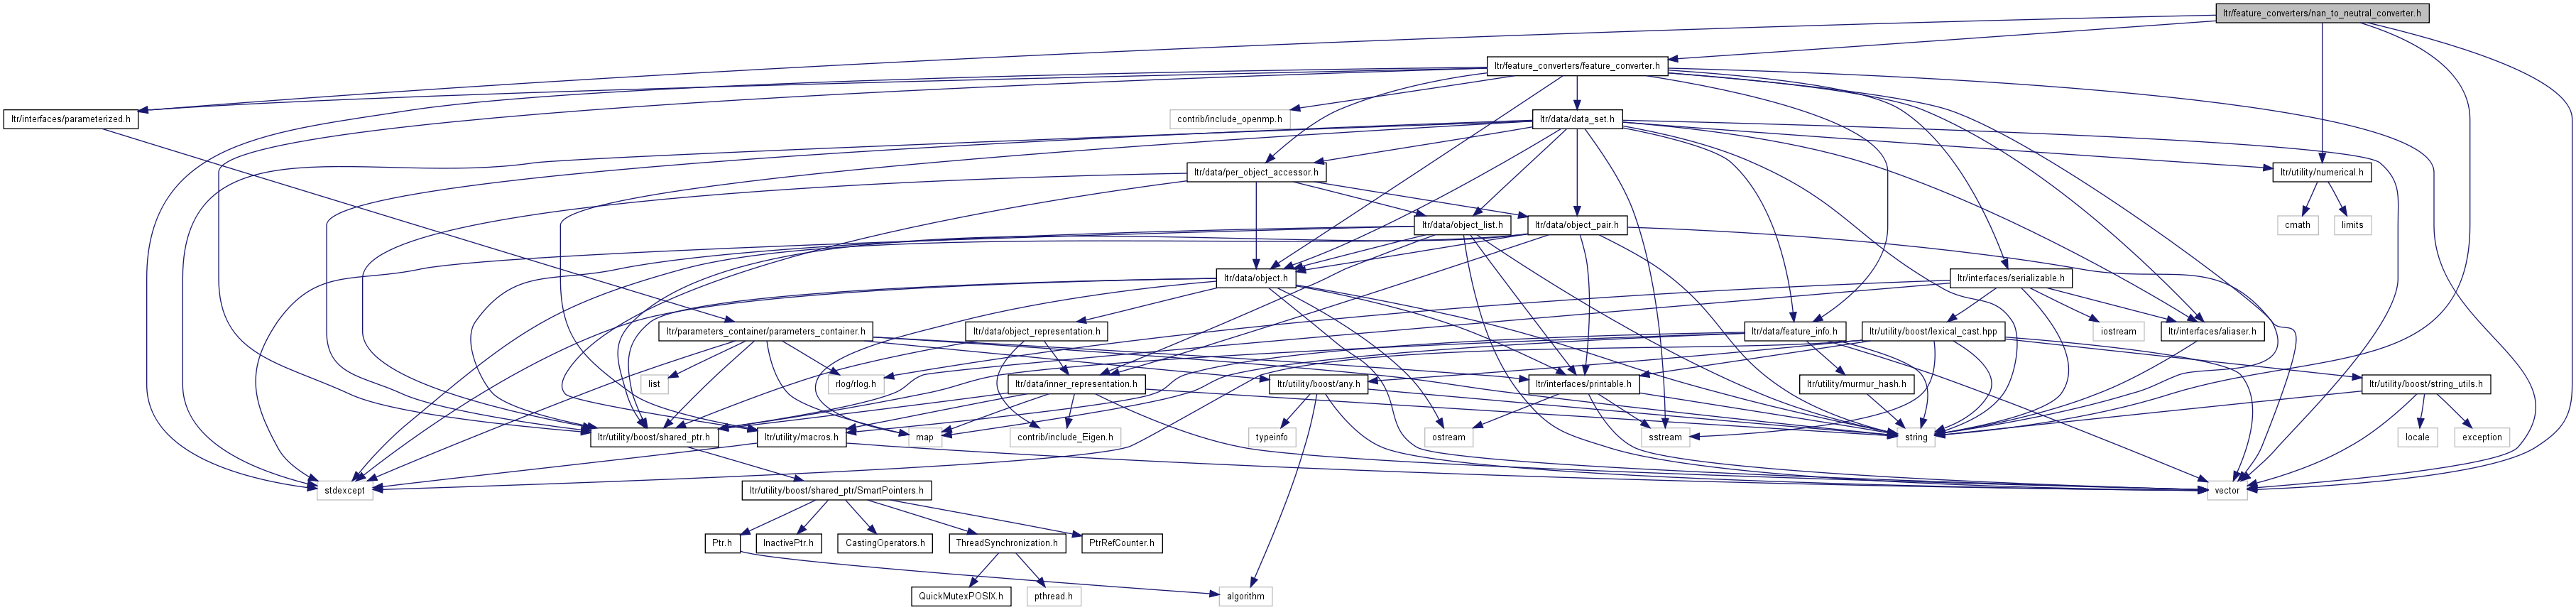 ltr/feature_converters/nan_to_neutral_converter.h
ltr/feature_converters/feature_converter.h
ltr/interfaces/parameterized.h
contrib/include_openmp.h
ltr/data/data_set.h
ltr/data/per_object_accessor.h
ltr/utility/numerical.h
ltr/data/object_list.h
ltr/data/object_pair.h
cmath
limits
ltr/data/object.h
ltr/interfaces/serializable.h
ltr/parameters_container/parameters_container.h
ltr/data/object_representation.h
ltr/data/feature_info.h
ltr/utility/boost/lexical_cast.hpp
iostream
ltr/interfaces/aliaser.h
list
rlog/rlog.h
ltr/data/inner_representation.h
ltr/utility/boost/any.h
ltr/interfaces/printable.h
ltr/utility/murmur_hash.h
ltr/utility/boost/string_utils.h
ltr/utility/boost/shared_ptr.h
ltr/utility/macros.h
map
contrib/include_Eigen.h
typeinfo
ostream
sstream
string
locale
exception
stdexcept
ltr/utility/boost/shared_ptr/SmartPointers.h
vector
Ptr.h
InactivePtr.h
CastingOperators.h
ThreadSynchronization.h
PtrRefCounter.h
QuickMutexPOSIX.h
pthread.h
algorithm